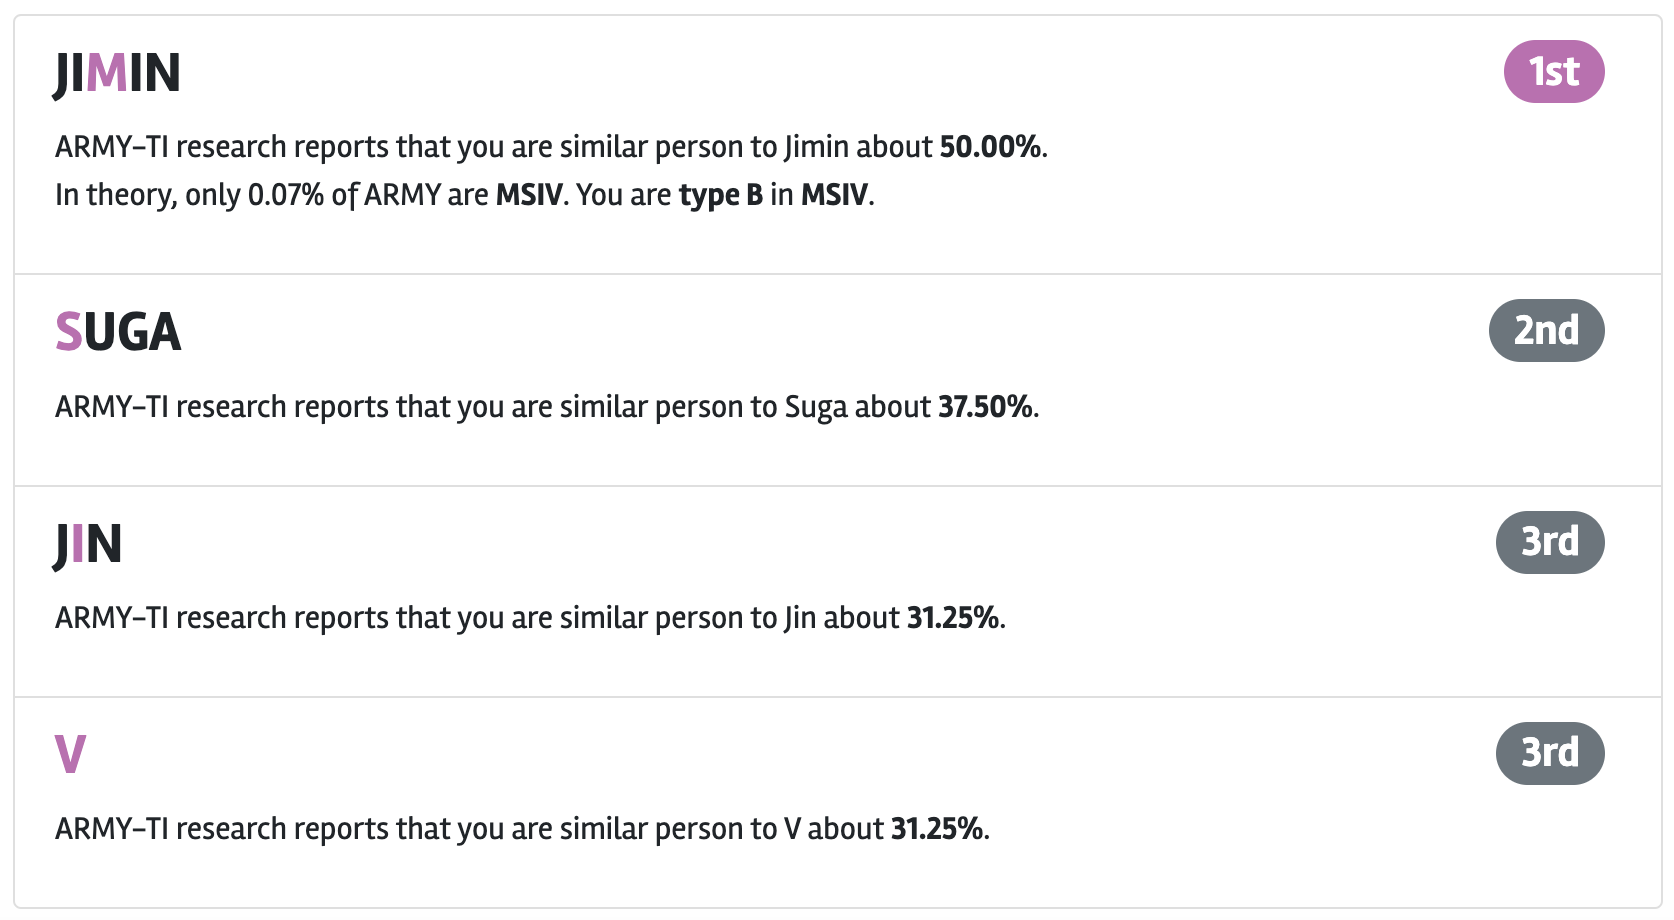 JIMIN
1st
ARMY-TI research reports that you are similar person to Jimin about 50.00%.
In theory, only 0.07% of ARMY are MSIV. You are type B in MSIV.
SUGA
2nd
ARMY-TI research reports that you are similar person to Suga about 37.50%.
JIN
3rd
ARMY-TI research reports that you are similar person to Jin about 31.25%.
V
3rd
ARMY-TI research reports that you are similar person to V about 31.25%.